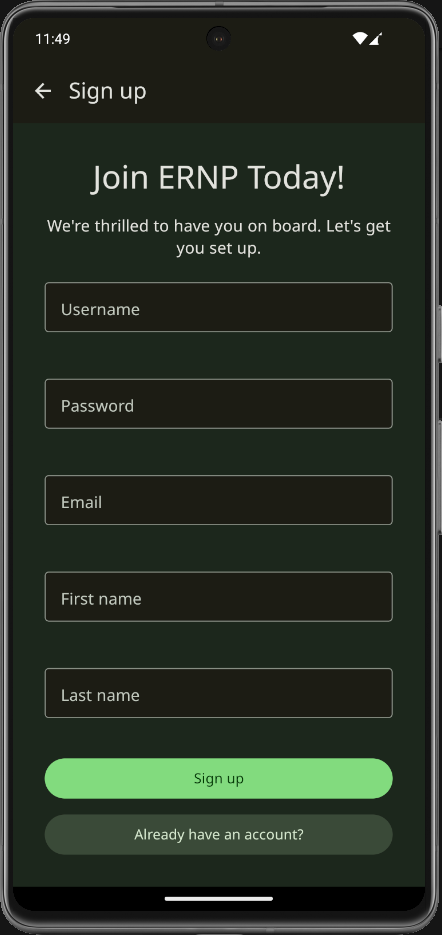 11:49
Sign up
Join ERNP Today!
We're thrilled to have you on board. Let's get
you set up.
Username
Password
Email
First name
Last name
Sign up
Already have an account?